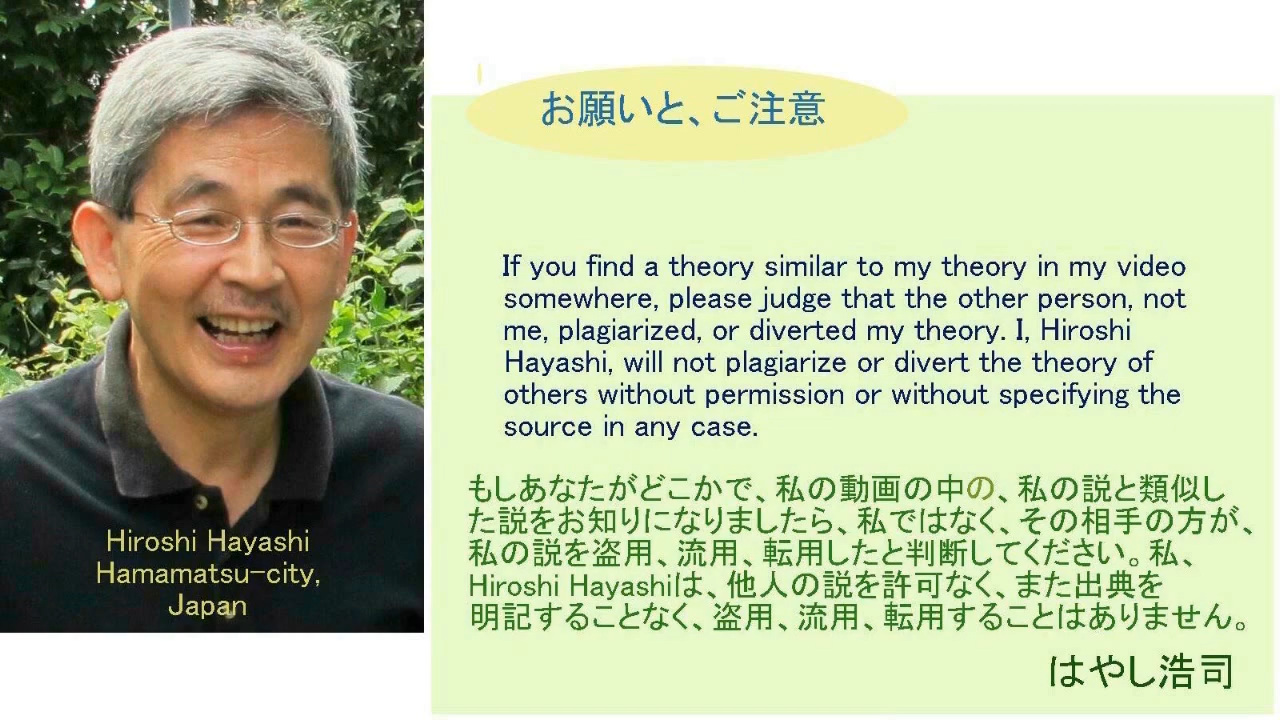 お願いと、ご注意
If you find a theory similar to my theory in my video
somewhere, please judge that the other person, not
me, plagiarized, or diverted my theory. I, Hiroshi
Hayashi, will not plagiarize or divert the theory of
others without permission or without specifying the
source in any case.
もしあなたがどこかで、私の動画の中の、私の説と類似し
た説をお知りになりましたら、私ではなく、その相手の方が、
私の説を盗用、流用、転用したと判断してください。私、
Hiroshi Hayashiは、他人の説を許可なく、また出典を
明記することなく、盗用、流用、転用することはありません。
はやし浩司
Hiroshi Hayashi
Hamamatsu-city,
Japan